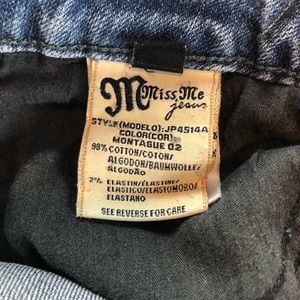 M Miss Me
jeans
STYLE(MODELO): JP4514A
COLOR(COR):
MONTAGUE 02
98% COTTON/COTON/
ALGODON/BAUMWOLLE/
ALGODÃO
2% ELASTIN/ELASTINE/
ELASTICO/ELASTOMOROZ/
ELASTANO
SEE REVERSE FOR CARE